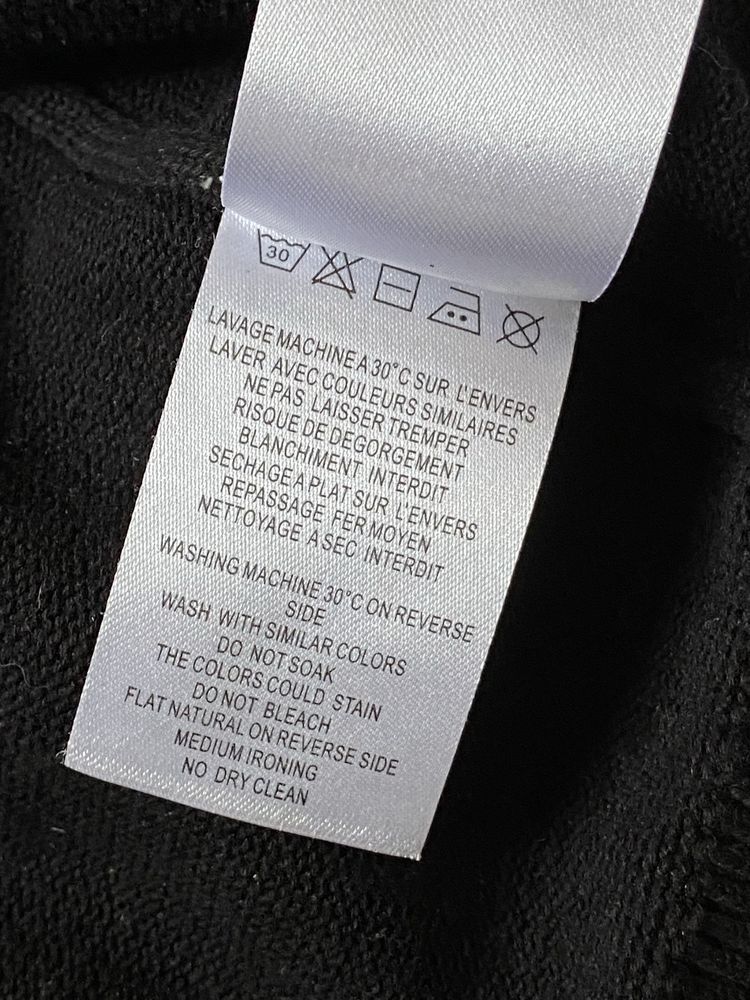 30
LAVAGE MACHINE A 30°C SUR L'ENVERS
LAVER AVEC COULEURS SIMILAIRES
NE PAS LAISSER TREMPER
RISQUE DE DEGORGEMENT
BLANCHIMENT INTERDIT
SECHAGE A PLAT SUR L'ENVERS
REPASSAGE FER MOYEN
NETTOYAGE A SEC INTERDIT
WASHING MACHINE 30°C ON REVERSE
SIDE
WASH WITH SIMILAR COLORS
DO NOT SOAK
THE COLORS COULD STAIN
DO NOT BLEACH
FLAT NATURAL ON REVERSE SIDE
MEDIUM IRONING
NO DRY CLEAN